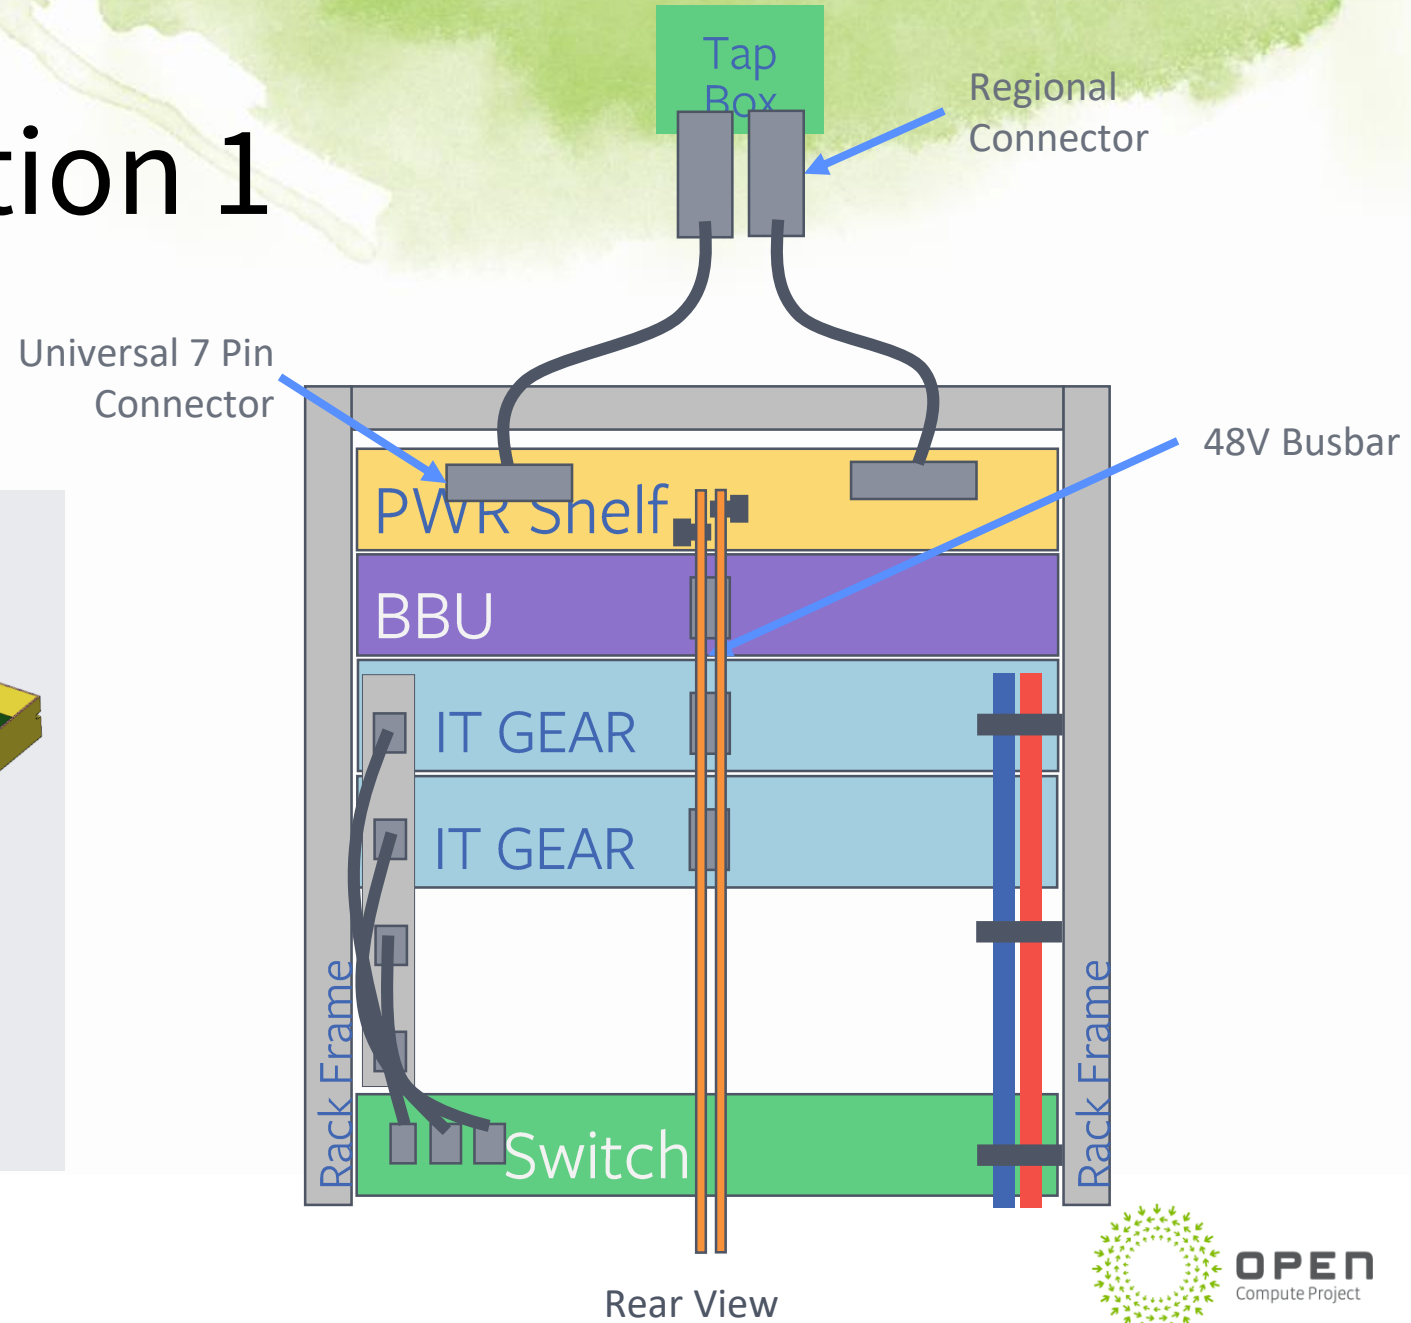 tion 1
Tap
Box
Regional
Connector
Universal 7 Pin
Connector
48V Busbar
PWR Shelf
BBU
IT GEAR
IT GEAR
Rack Frame
Rack Frame
Switch
Rear View
OPEN
Compute Project